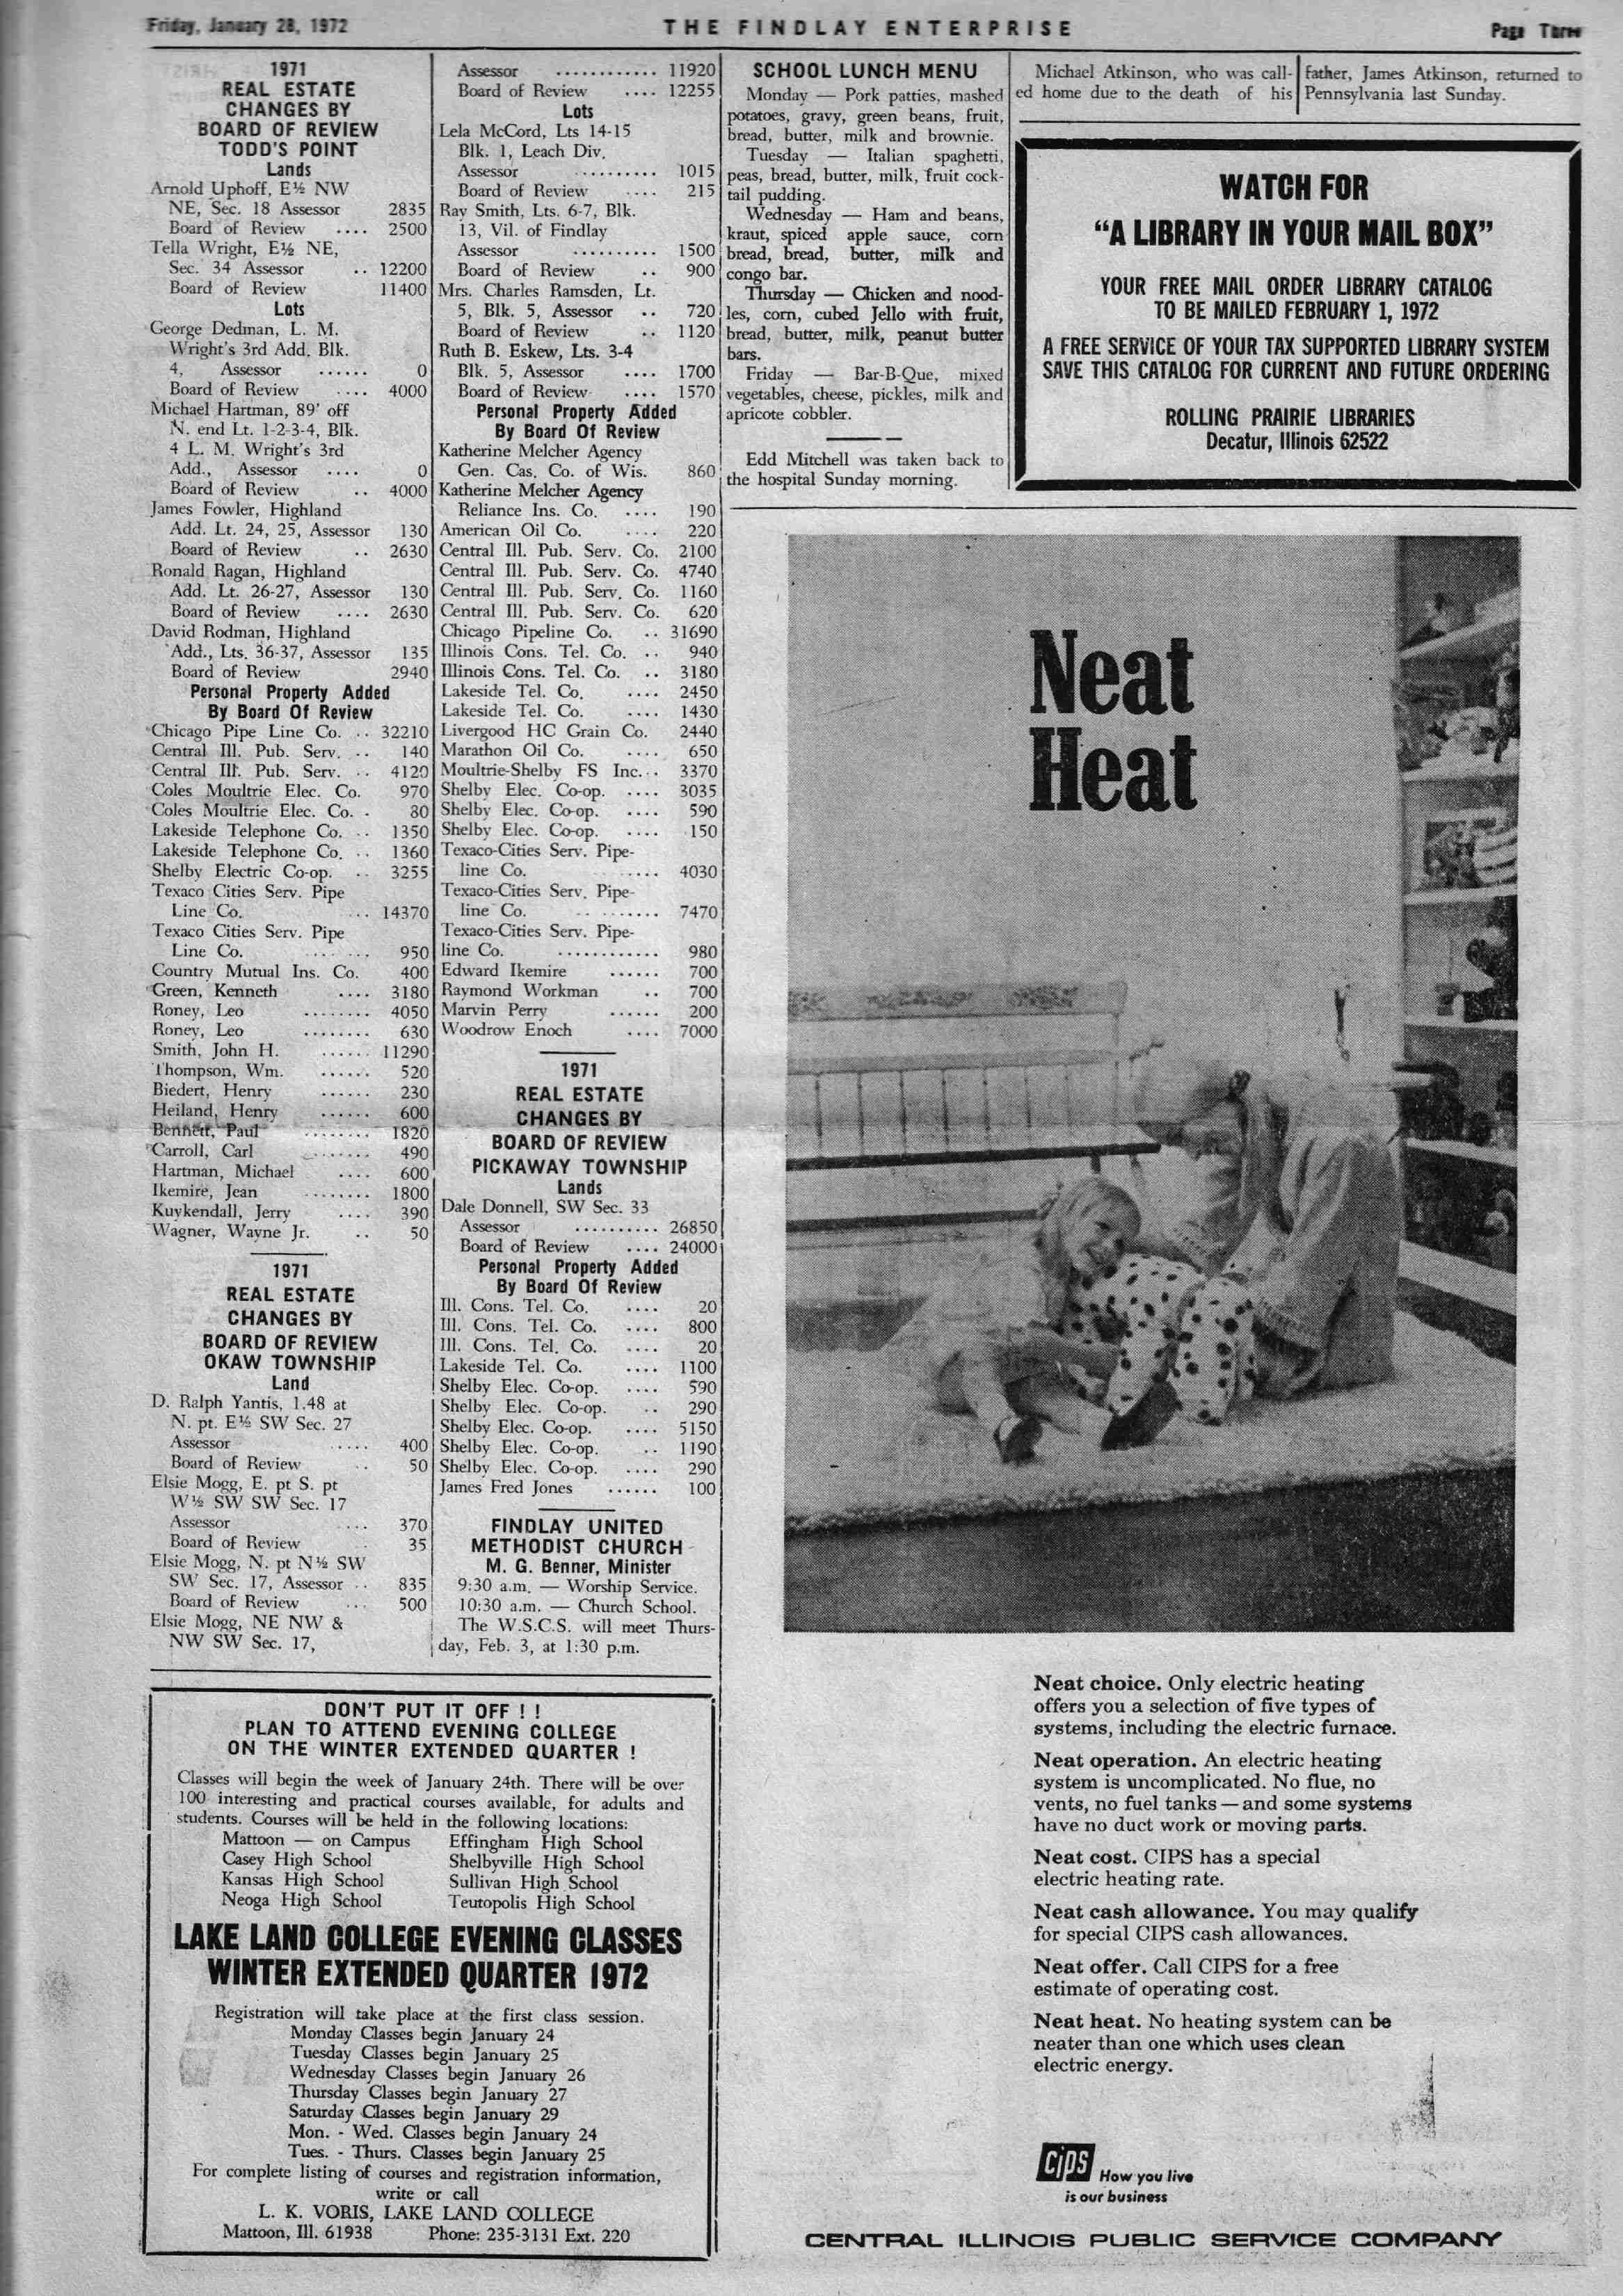 Friday, January 28, 1972
THE FINDLAY ENTERPRISE
Page Three
1971
REAL ESTATE
CHANGES BY
BOARD OF REVIEW
TODD'S POINT
Lands
Arnold Uphoff, E½ NW
NE, Sec. 18 Assessor 2835
Board of Review .... 2500
Tella Wright, E½ NE,
Sec. 34 Assessor .. 12200
Board of Review 11400
Lots
George Dedman, L. M.
Wright's 3rd Add. Blk.
4, Assessor ...... 0
Board of Review .... 4000
Michael Hartman, 89' off
N. end Lt. 1-2-3-4, Blk.
4 L. M. Wright's 3rd
Add., Assessor .... 0
Board of Review .. 4000
James Fowler, Highland
Add. Lt. 24, 25, Assessor 130
Board of Review .. 2630
Ronald Ragan, Highland
Add. Lt. 26-27, Assessor 130
Board of Review .... 2630
David Rodman, Highland
Add., Lts. 36-37, Assessor 135
Board of Review 2940
Personal Property Added
By Board Of Review
Chicago Pipe Line Co. .. 32210
Central Ill. Pub. Serv. .. 140
Central Ill. Pub. Serv. .. 4120
Coles Moultrie Elec. Co. 970
Coles Moultrie Elec. Co. . 80
Lakeside Telephone Co. .. 1350
Lakeside Telephone Co. .. 1360
Shelby Electric Co-op. .. 3255
Texaco Cities Serv. Pipe
Line Co. ... 14370
Texaco Cities Serv. Pipe
Line Co. ....... 950
Country Mutual Ins. Co. 400
Green, Kenneth .... 3180
Roney, Leo ........ 4050
Roney, Leo ........ 630
Smith, John H. ...... 11290
Thompson, Wm. ...... 520
Biedert, Henry ...... 230
Heiland, Henry ...... 600
Bennett, Paul ........ 1820
Carroll, Carl ........ 490
Hartman, Michael .... 600
Ikemire, Jean ........ 1800
Kuykendall, Jerry .... 390
Wagner, Wayne Jr. .. 50
1971
REAL ESTATE
CHANGES BY
BOARD OF REVIEW
OKAW TOWNSHIP
Land
D. Ralph Yantis, 1.48 at
N. pt. E½ SW Sec. 27
Assessor ..... 400
Board of Review .. 50
Elsie Mogg, E. pt S. pt
W½ SW SW Sec. 17
Assessor ... 370
Board of Review . 35
Elsie Mogg, N. pt N½ SW
SW Sec. 17, Assessor .. 835
Board of Review ... 500
Elsie Mogg, NE NW &
NW SW Sec. 17,
Assessor ............ 11920
Board of Review .... 12255
Lots
Lela McCord, Lts 14-15
Blk. 1, Leach Div.
Assessor .......... 1015
Board of Review .... 215
Ray Smith, Lts. 6-7, Blk.
13, Vil. of Findlay
Assessor .......... 1500
Board of Review .. 900
Mrs. Charles Ramsden, Lt.
5, Blk. 5, Assessor .. 720
Board of Review .. 1120
Ruth B. Eskew, Lts. 3-4
Blk. 5, Assessor .... 1700
Board of Review .... 1570
Personal Property Added
By Board Of Review
Katherine Melcher Agency
Gen. Cas. Co. of Wis. 860
Katherine Melcher Agency
Reliance Ins. Co. .... 190
American Oil Co. .... 220
Central Ill. Pub. Serv. Co. 2100
Central Ill. Pub. Serv. Co. 4740
Central Ill. Pub. Serv. Co. 1160
Central Ill. Pub. Serv. Co. 620
Chicago Pipeline Co. .. 31690
Illinois Cons. Tel. Co. .. 940
Illinois Cons. Tel. Co. .. 3180
Lakeside Tel. Co. .... 2450
Lakeside Tel. Co. .... 1430
Livergood HC Grain Co. 2440
Marathon Oil Co. .... 650
Moultrie-Shelby FS Inc. .. 3370
Shelby Elec. Co-op. .... 3035
Shelby Elec. Co-op. .... 590
Shelby Elec. Co-op. .... 150
Texaco-Cities Serv. Pipe-
line Co. ..... 4030
Texaco-Cities Serv. Pipe-
line Co. .......... 7470
Texaco-Cities Serv. Pipe-
line Co. ............ 980
Edward Ikemire ...... 700
Raymond Workman .. 700
Marvin Perry ...... 200
Woodrow Enoch .... 7000
1971
REAL ESTATE
CHANGES BY
BOARD OF REVIEW
PICKAWAY TOWNSHIP
Lands
Dale Donnell, SW Sec. 33
Assessor .......... 26850
Board of Review .... 24000
Personal Property Added
By Board Of Review
Ill. Cons. Tel. Co. .... 20
Ill. Cons. Tel. Co. .... 800
Ill. Cons. Tel. Co. .... 20
Lakeside Tel. Co. .... 1100
Shelby Elec. Co-op. .... 590
Shelby Elec. Co-op. .. 290
Shelby Elec. Co-op. .... 5150
Shelby Elec. Co-op. .. 1190
Shelby Elec. Co-op. .... 290
James Fred Jones ...... 100
FINDLAY UNITED
METHODIST CHURCH
M. G. Benner, Minister
9:30 a.m. — Worship Service.
10:30 a.m. — Church School.
The W.S.C.S. will meet Thurs-
day, Feb. 3, at 1:30 p.m.
DON'T PUT IT OFF ! !
PLAN TO ATTEND EVENING COLLEGE
ON THE WINTER EXTENDED QUARTER !
Classes will begin the week of January 24th. There will be over
100 interesting and practical courses available, for adults and
students. Courses will be held in the following locations:
Mattoon — on Campus Effingham High School
Casey High School Shelbyville High School
Kansas High School Sullivan High School
Neoga High School Teutopolis High School
LAKE LAND COLLEGE EVENING CLASSES
WINTER EXTENDED QUARTER 1972
Registration will take place at the first class session.
Monday Classes begin January 24
Tuesday Classes begin January 25
Wednesday Classes begin January 26
Thursday Classes begin January 27
Saturday Classes begin January 29
Mon. - Wed. Classes begin January 24
Tues. - Thurs. Classes begin January 25
For complete listing of courses and registration information,
write or call
L. K. VORIS, LAKE LAND COLLEGE
Mattoon, Ill. 61938 Phone: 235-3131 Ext. 220
SCHOOL LUNCH MENU
Monday — Pork patties, mashed
potatoes, gravy, green beans, fruit,
bread, butter, milk and brownie.
Tuesday — Italian spaghetti,
peas, bread, butter, milk, fruit cock-
tail pudding.
Wednesday — Ham and beans,
kraut, spiced apple sauce, corn
bread, bread, butter, milk and
congo bar.
Thursday — Chicken and nood-
les, corn, cubed Jello with fruit,
bread, butter, milk, peanut butter
bars.
Friday — Bar-B-Que, mixed
vegetables, cheese, pickles, milk and
apricote cobbler.
Edd Mitchell was taken back to
the hospital Sunday morning.
Michael Atkinson, who was call-
ed home due to the death of his
father, James Atkinson, returned to
Pennsylvania last Sunday.
WATCH FOR
“A LIBRARY IN YOUR MAIL BOX”
YOUR FREE MAIL ORDER LIBRARY CATALOG
TO BE MAILED FEBRUARY 1, 1972
A FREE SERVICE OF YOUR TAX SUPPORTED LIBRARY SYSTEM
SAVE THIS CATALOG FOR CURRENT AND FUTURE ORDERING
ROLLING PRAIRIE LIBRARIES
Decatur, Illinois 62522
Neat
Heat
Neat choice. Only electric heating
offers you a selection of five types of
systems, including the electric furnace.
Neat operation. An electric heating
system is uncomplicated. No flue, no
vents, no fuel tanks — and some systems
have no duct work or moving parts.
Neat cost. CIPS has a special
electric heating rate.
Neat cash allowance. You may qualify
for special CIPS cash allowances.
Neat offer. Call CIPS for a free
estimate of operating cost.
Neat heat. No heating system can be
neater than one which uses clean
electric energy.
CIPS How you live
is our business
CENTRAL ILLINOIS PUBLIC SERVICE COMPANY